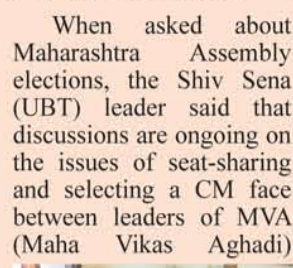 When asked about
Maharashtra Assembly
elections, the Shiv Sena
(UBT) leader said that
discussions are ongoing on
the issues of seat-sharing
and selecting a CM face
between leaders of MVA
(Maha Vikas Aghadi)